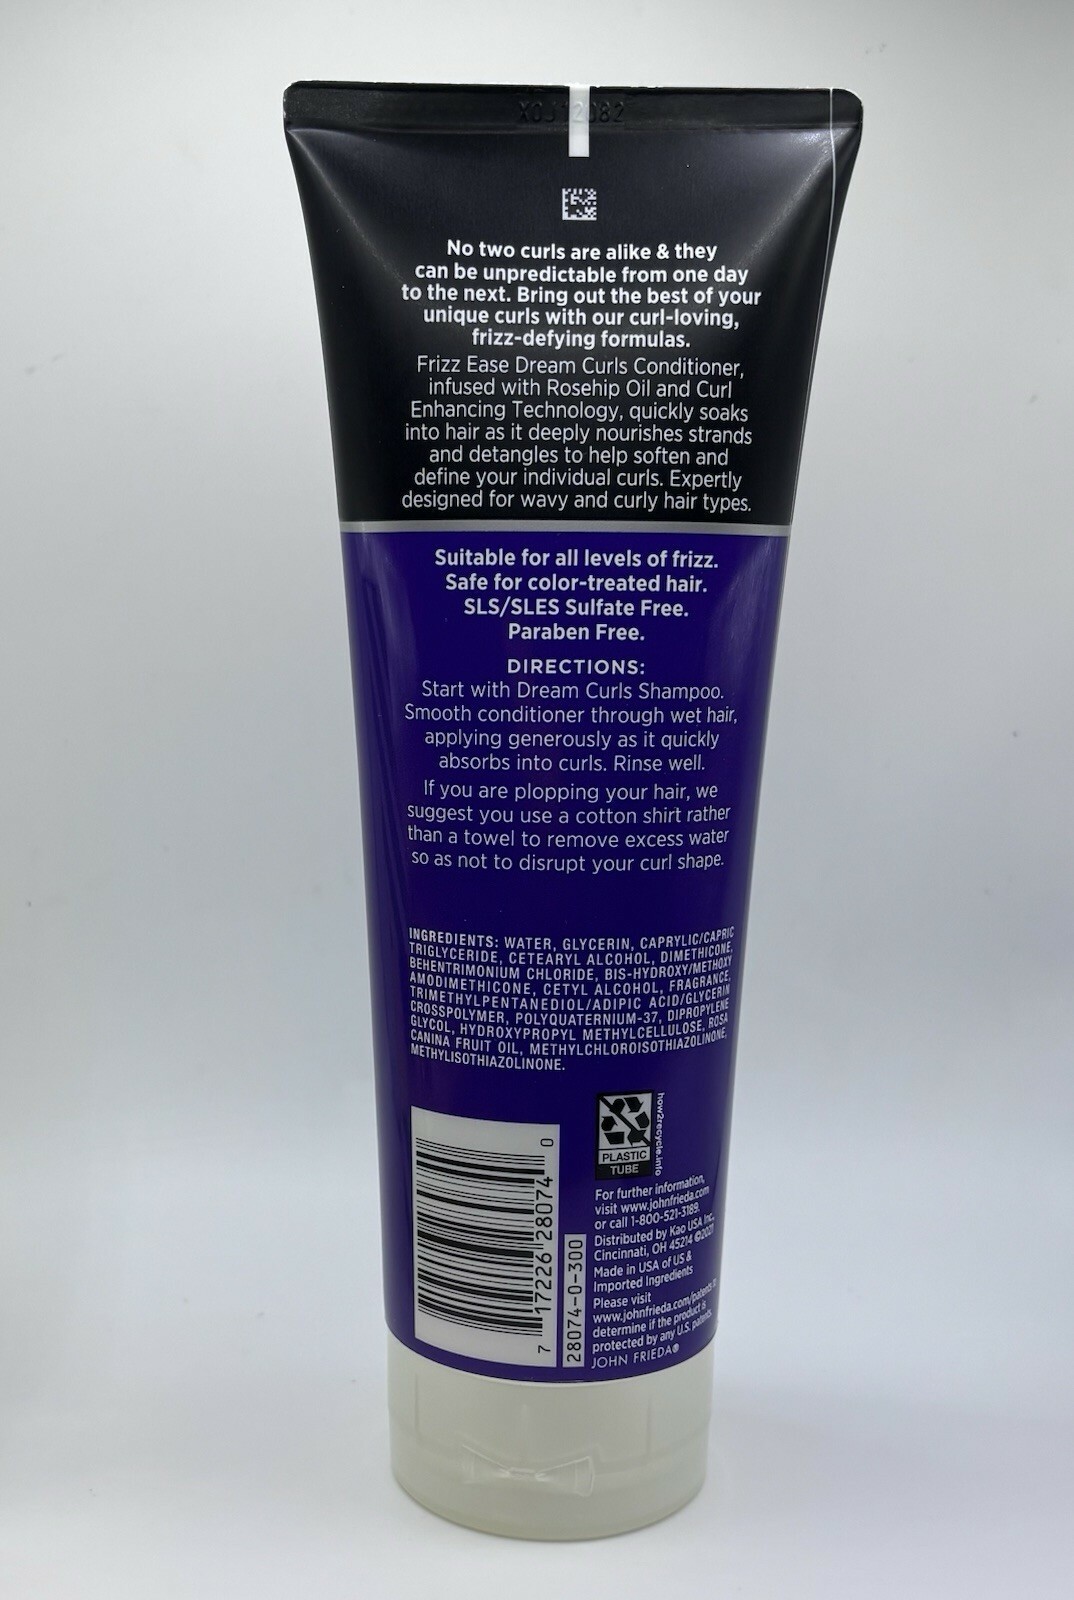 No two curls are alike & they
can be unpredictable from one day
to the next. Bring out the best of your
unique curls with our curl-loving,
frizz-defying formulas.
Frizz Ease Dream Curls Conditioner,
infused with Rosehip Oil and Curl
Enhancing Technology, quickly soaks
into hair as it deeply nourishes strands
and detangles to help soften and
define your individual curls. Expertly
designed for wavy and curly hair types.
Suitable for all levels of frizz.
Safe for color-treated hair.
SLS/SLES Sulfate Free.
Paraben Free.
DIRECTIONS:
Start with Dream Curls Shampoo.
Smooth conditioner through wet hair,
applying generously as it quickly
absorbs into curls. Rinse well.
If you are plopping your hair, we
suggest you use a cotton shirt rather
than a towel to remove excess water
so as not to disrupt your curl shape.
INGREDIENTS: WATER, GLYCERIN, CAPRYLIC/CAPRIC
TRIGLYCERIDE, CETEARYL ALCOHOL, DIMETHICONE,
BEHENTRIMONIUM CHLORIDE, BIS-HYDROXY/METHOXY
AMODIMETHICONE, CETYL ALCOHOL, FRAGRANCE,
TRIMETHYLPENTANEDIOL/ADIPIC ACID/GLYCERIN
CROSSPOLYMER, POLYQUATERNIUM-37, DIPROPYLENE
GLYCOL, HYDROXYPROPYL METHYLCELLULOSE, ROSA
CANINA FRUIT OIL, METHYLCHLOROISOTHIAZOLINONE,
METHYLISOTHIAZOLINONE.
7 17226 28074 0
28074-0-300
PLASTIC
TUBE
how2recycle.info
For further information,
visit www.johnfrieda.com
or call 1-800-521-3189.
Distributed by Kao USA Inc.
Cincinnati, OH 45214 ©2021
Made in USA of US &
Imported Ingredients
Please visit
www.johnfrieda.com/patents to
determine if the product is
protected by any U.S. patents.
JOHN FRIEDA®